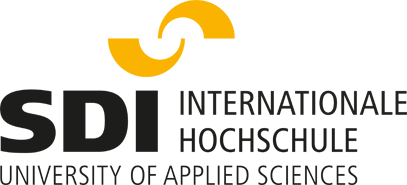 SDI INTERNATIONALE
HOCHSCHULE
UNIVERSITY OF APPLIED SCIENCES